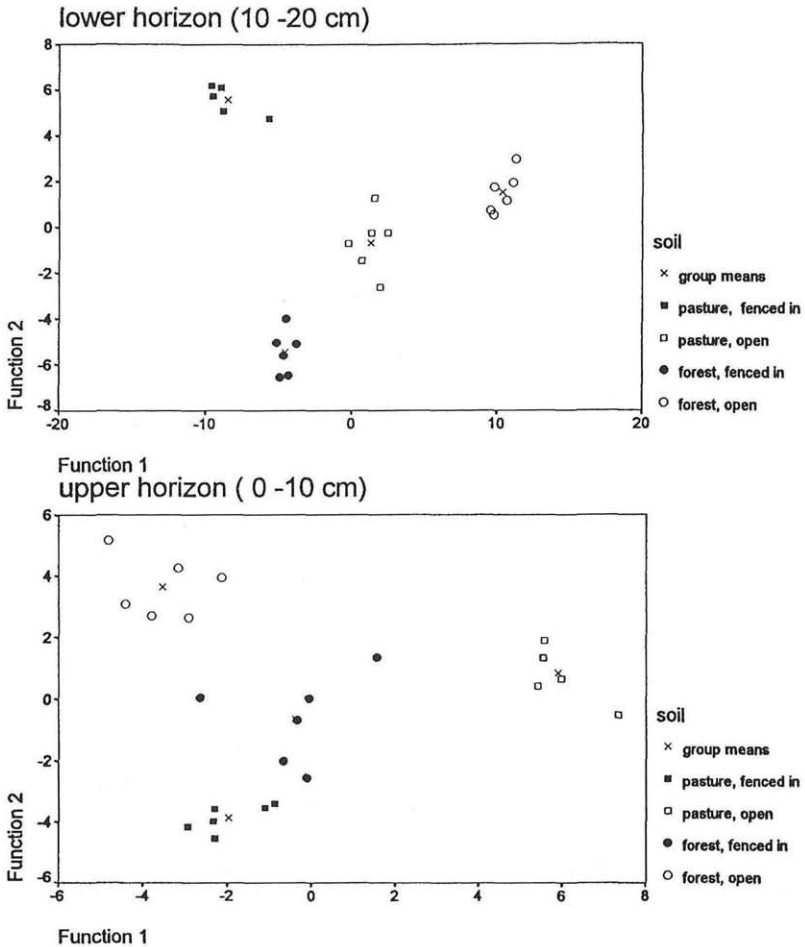 lower horizon (10 -20 cm)
8
6
4
2
0
-2
-4
-6
-8
Function 2
-20
-10
0
10
20
Function 1
soil
× group means
pasture, fenced in
pasture, open
forest, fenced in
forest, open
upper horizon ( 0 -10 cm)
6
4
2
0
-2
-4
-6
Function 2
-6
-4
-2
0
2
4
6
8
Function 1
soil
× group means
pasture, fenced in
pasture, open
forest, fenced in
forest, open